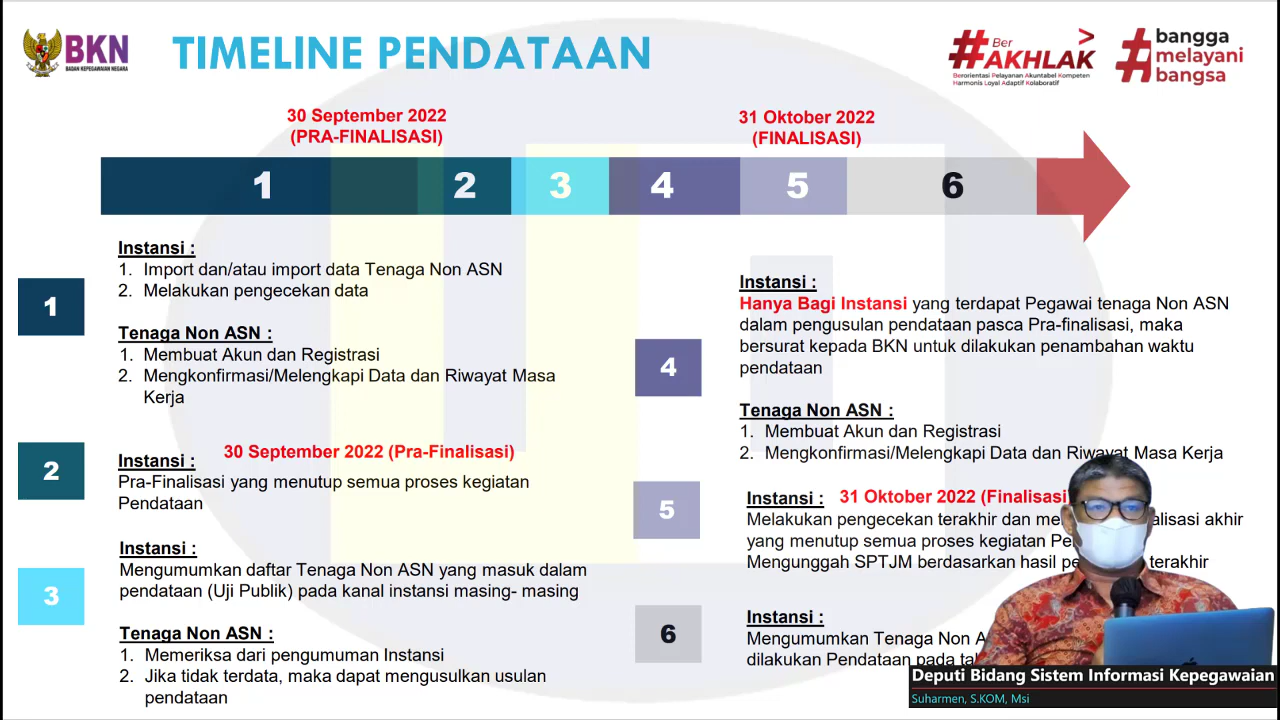 BKN
BADAN KEPEGAWAIAN NEGARA
TIMELINE PENDATAAN
#BerAKHLAK >
Berorientasi Pelayanan Akuntabel Kompeten
Harmonis Loyal Adaptif Kolaboratif
# bangga
melayani
bangsa
30 September 2022
(PRA-FINALISASI)
31 Oktober 2022
(FINALISASI)
1 2 3 4 5 6
1
Instansi :
1. Import dan/atau import data Tenaga Non ASN
2. Melakukan pengecekan data
Tenaga Non ASN :
1. Membuat Akun dan Registrasi
2. Mengkonfirmasi/Melengkapi Data dan Riwayat Masa
Kerja
2
30 September 2022 (Pra-Finalisasi)
Instansi :
Pra-Finalisasi yang menutup semua proses kegiatan
Pendataan
3
Instansi :
Mengumumkan daftar Tenaga Non ASN yang masuk dalam
pendataan (Uji Publik) pada kanal instansi masing- masing
Tenaga Non ASN :
1. Memeriksa dari pengumuman Instansi
2. Jika tidak terdata, maka dapat mengusulkan usulan
pendataan
4
Instansi :
Hanya Bagi Instansi yang terdapat Pegawai tenaga Non ASN
dalam pengusulan pendataan pasca Pra-finalisasi, maka
bersurat kepada BKN untuk dilakukan penambahan waktu
pendataan
Tenaga Non ASN :
1. Membuat Akun dan Registrasi
2. Mengkonfirmasi/Melengkapi Data dan Riwayat Masa Kerja
5
Instansi : 31 Oktober 2022 (Finalisasi
Melakukan pengecekan terakhir dan akhir
yang menutup semua proses kegiatan
Mengunggah SPTJM berdasarkan hasil terakhir
6
Instansi :
Mengumumkan Tenaga Non
dilakukan Pendataan pada
Deputi Bidang Sistem Informasi Kepegawaian
Suharmen, S.KOM, Msi